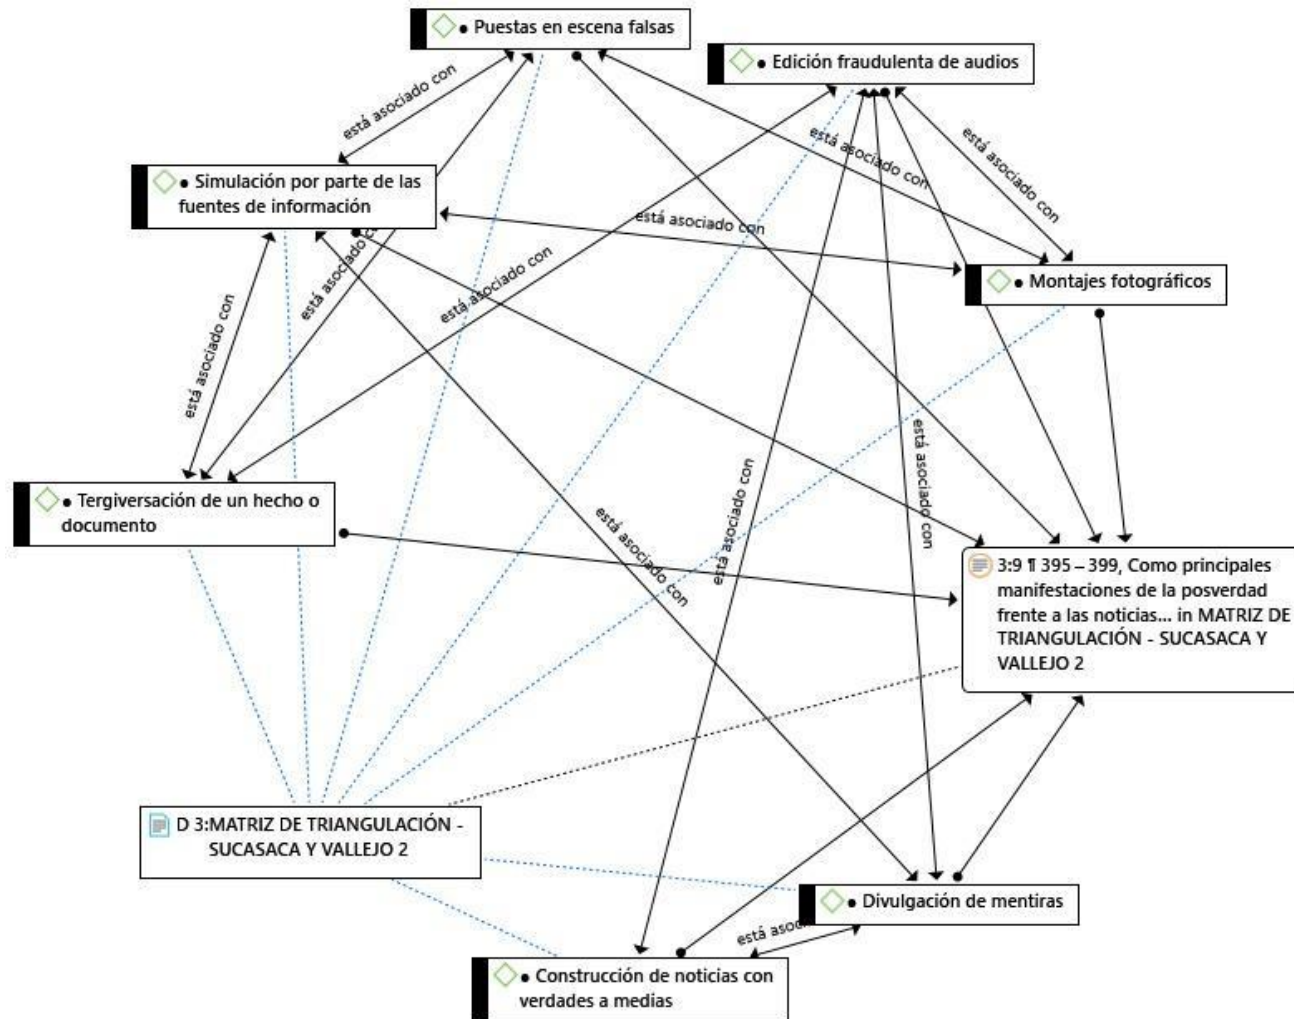 ● Puestas en escena falsas
● Edición fraudulenta de audios
está asociado con
está asociado con
está asociado con
● Simulación por parte de las
fuentes de información
está asociado con
está asociado con
● Montajes fotográficos
está asociado con
está asociado con
está asociado con
● Tergiversación de un hecho o
documento
está asociado con
está asociado con
3:9 ¶ 395 – 399, Como principales
manifestaciones de la posverdad
frente a las noticias... in MATRIZ DE
TRIANGULACIÓN - SUCASACA Y
VALLEJO 2
D 3:MATRIZ DE TRIANGULACIÓN -
SUCASACA Y VALLEJO 2
● Divulgación de mentiras
está
● Construcción de noticias con
verdades a medias